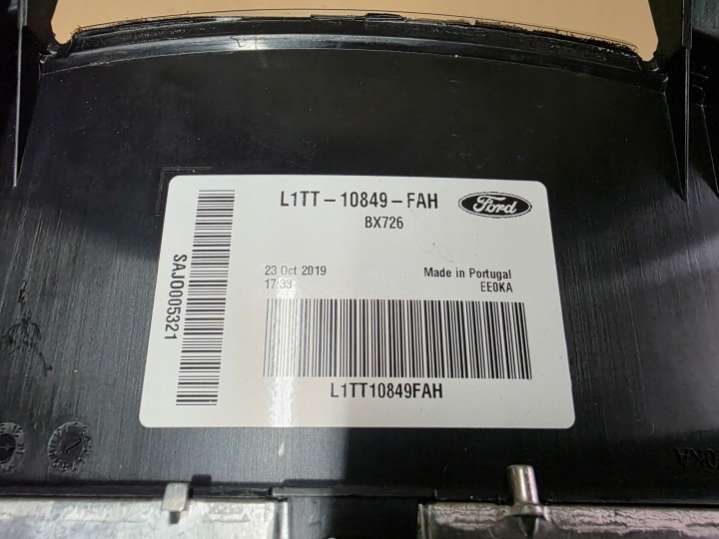 L1TT-10849-FAH
Ford
BX726
23 Oct 2019
17:33
Made in Portugal
EE0KA
L1TT10849FAH
SAJ0005321